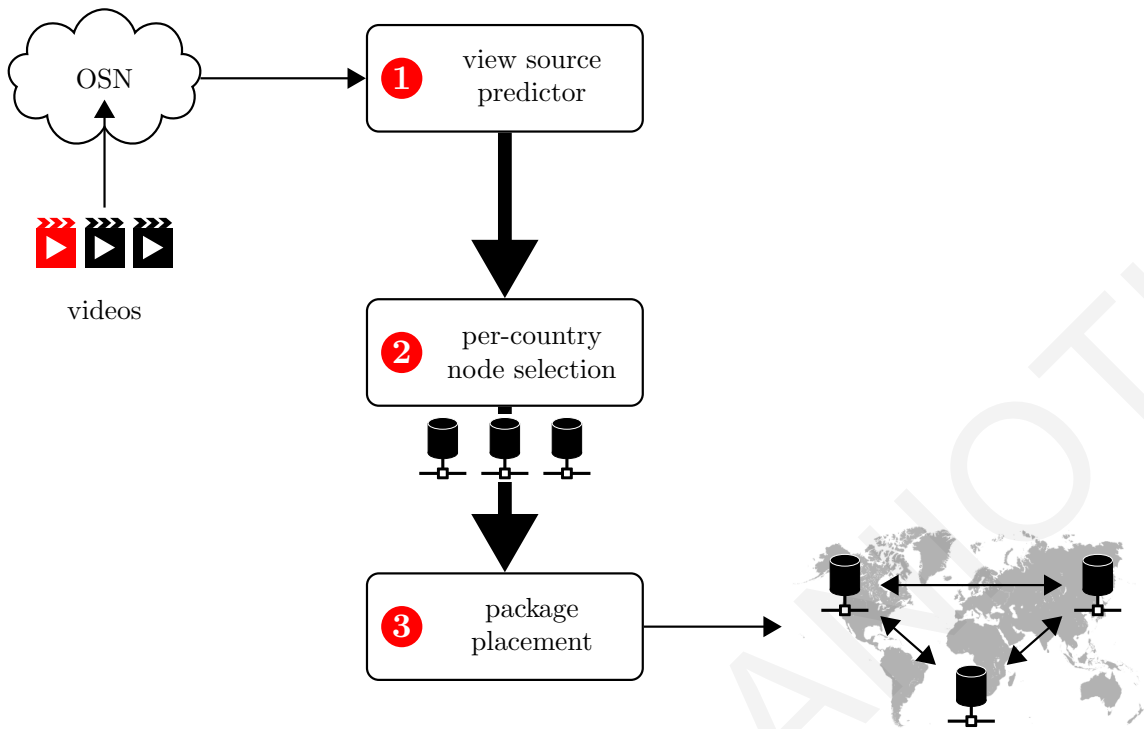 OSN
1
view source
predictor
videos
2
per-country
node selection
3
package
placement